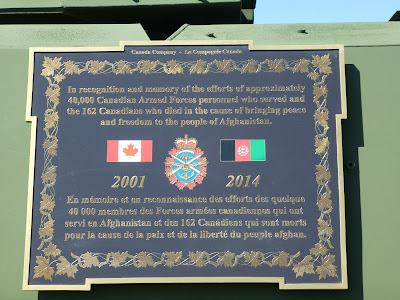 Canada Company - La Compagnie Canada
In recognition and memory of the efforts of approximately
40,000 Canadian Armed Forces personnel who served and
the 162 Canadians who died in the cause of bringing peace
and freedom to the people of Afghanistan.
2001 2014
En mémoire et en reconnaissance des efforts des quelque
40 000 membres des Forces armées canadiennes qui ont
servi en Afghanistan et des 162 Canadiens qui sont morts
pour la cause de la paix et de la liberté du peuple afghan.